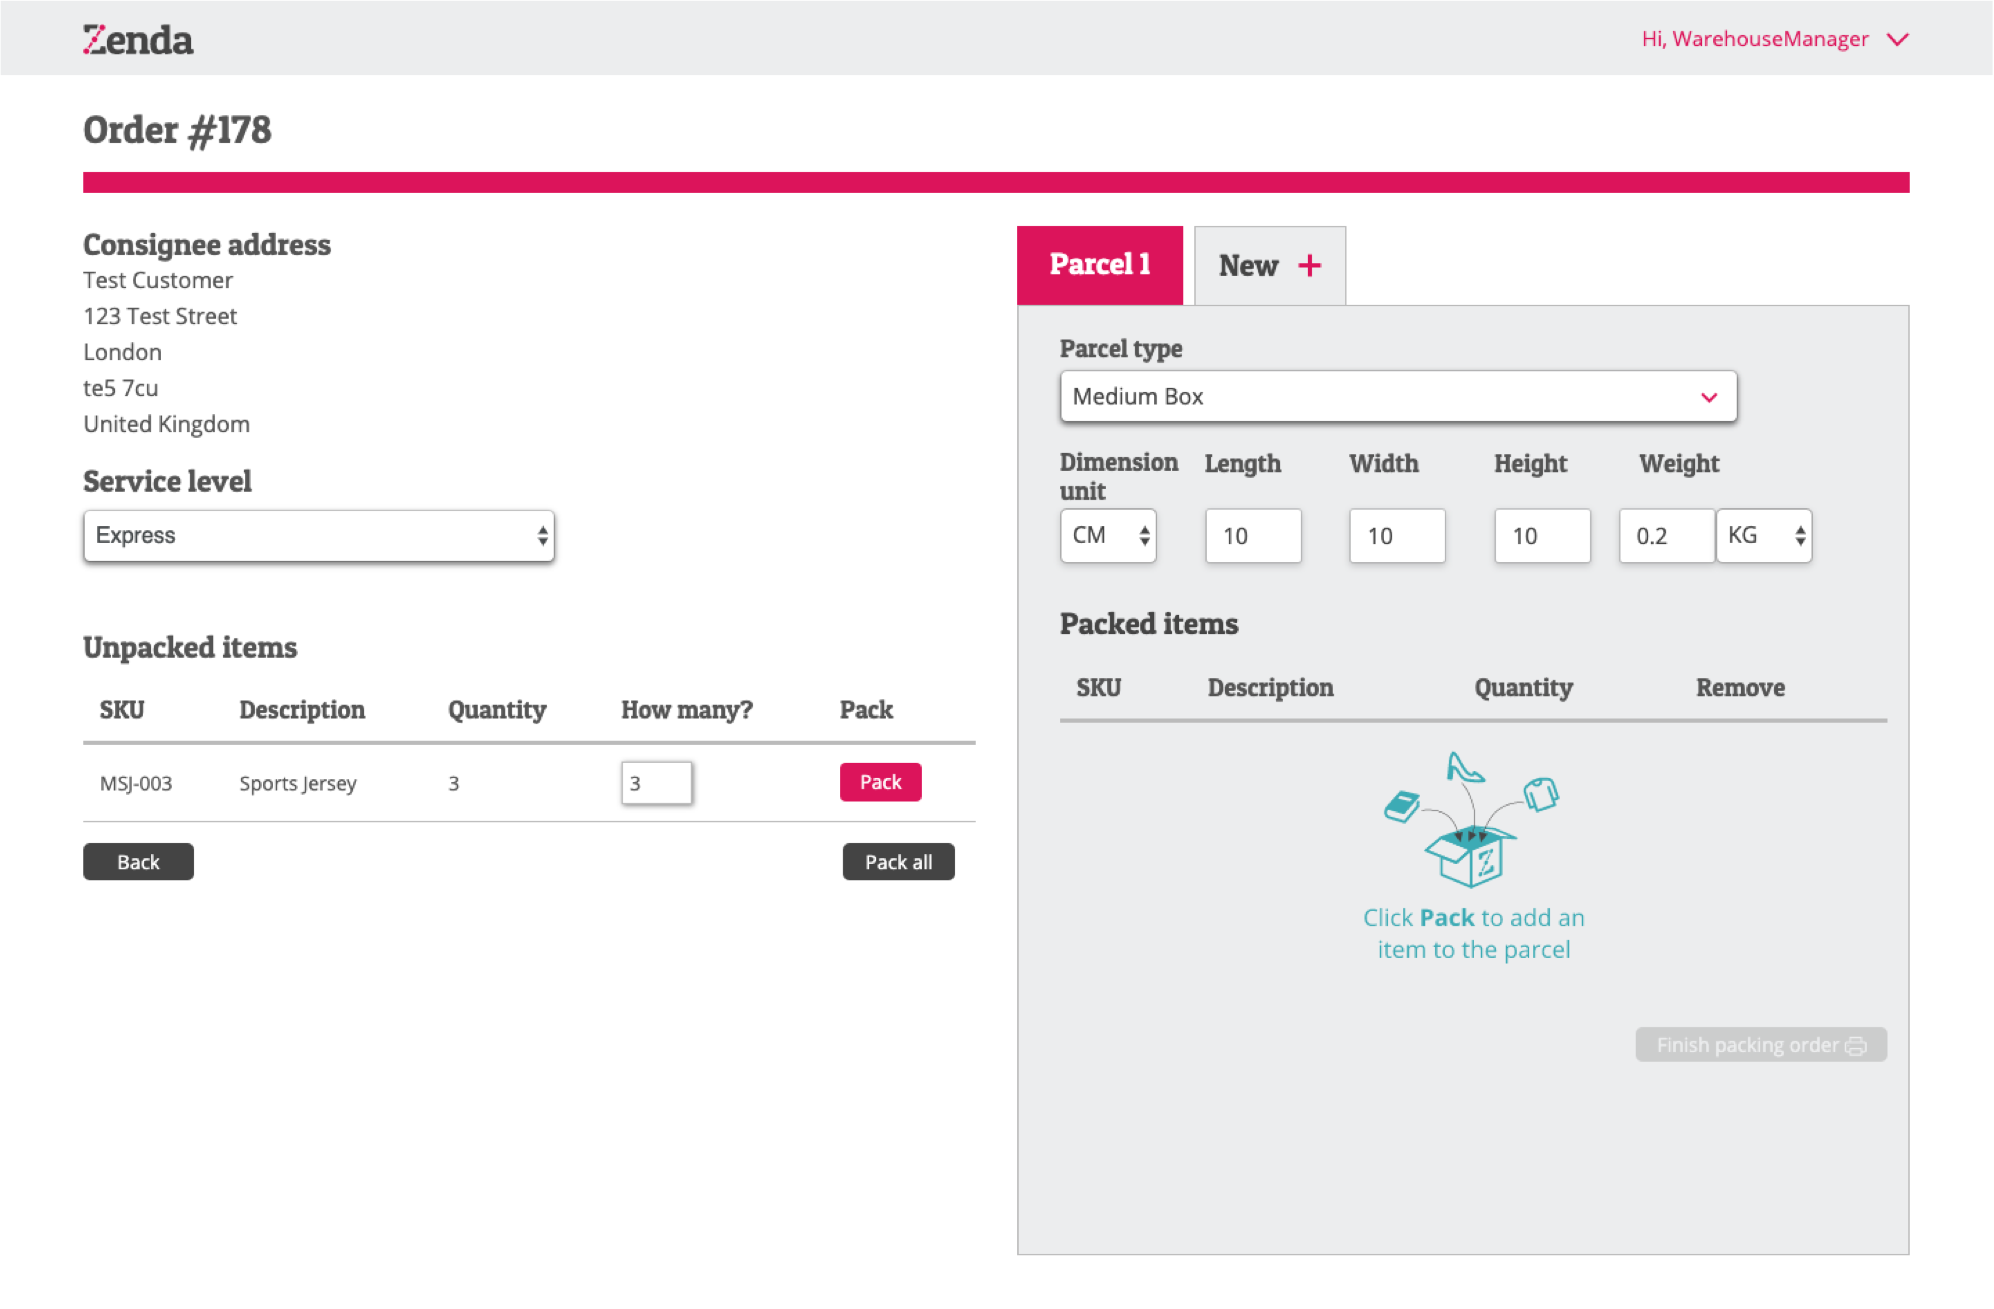 Zenda
Hi, WarehouseManager
Order #178
Consignee address
Test Customer
123 Test Street
London
te5 7cu
United Kingdom
Service level
Express
Unpacked items
SKU Description Quantity How many? Pack
MSJ-003 Sports Jersey 3 3 Pack
Back Pack all
Parcel 1 New +
Parcel type
Medium Box
Dimension unit Length Width Height Weight
CM 10 10 10 0.2 KG
Packed items
SKU Description Quantity Remove
Z
Click Pack to add an
item to the parcel
Finish packing order